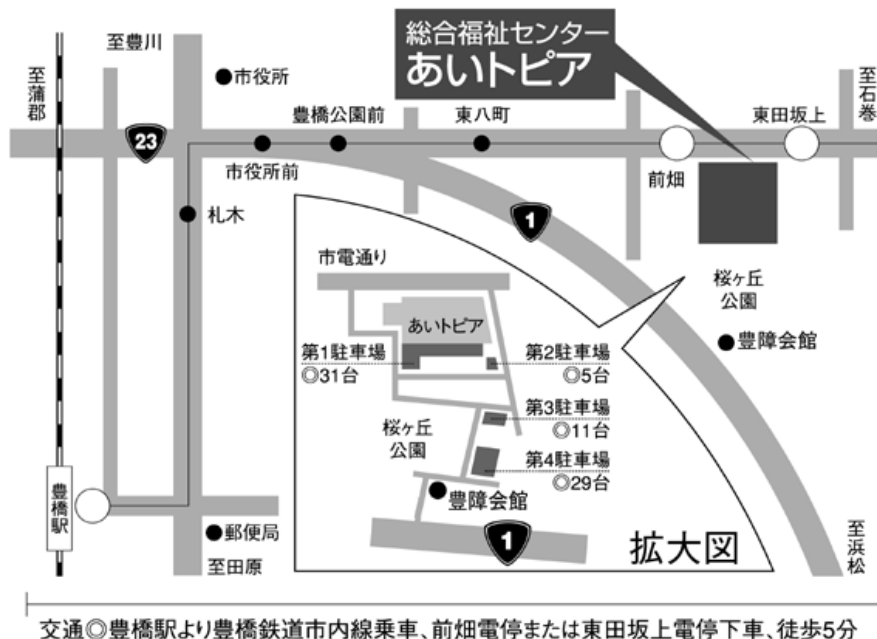 総合福祉センター
あいトピア
至豊川
至蒲郡
市役所
豊橋公園前
東八町
東田坂上
至石巻
23
市役所前
前畑
札木
1
市電通り
桜ヶ丘
公園
あいトピア
豊障会館
第1駐車場
◎31台
第2駐車場
◎5台
第3駐車場
◎11台
桜ヶ丘
公園
第4駐車場
◎29台
豊橋駅
豊障会館
郵便局
1
拡大図
至浜松
至田原
交通◎豊橋駅より豊橋鉄道市内線乗車、前畑電停または東田坂上電停下車、徒歩5分